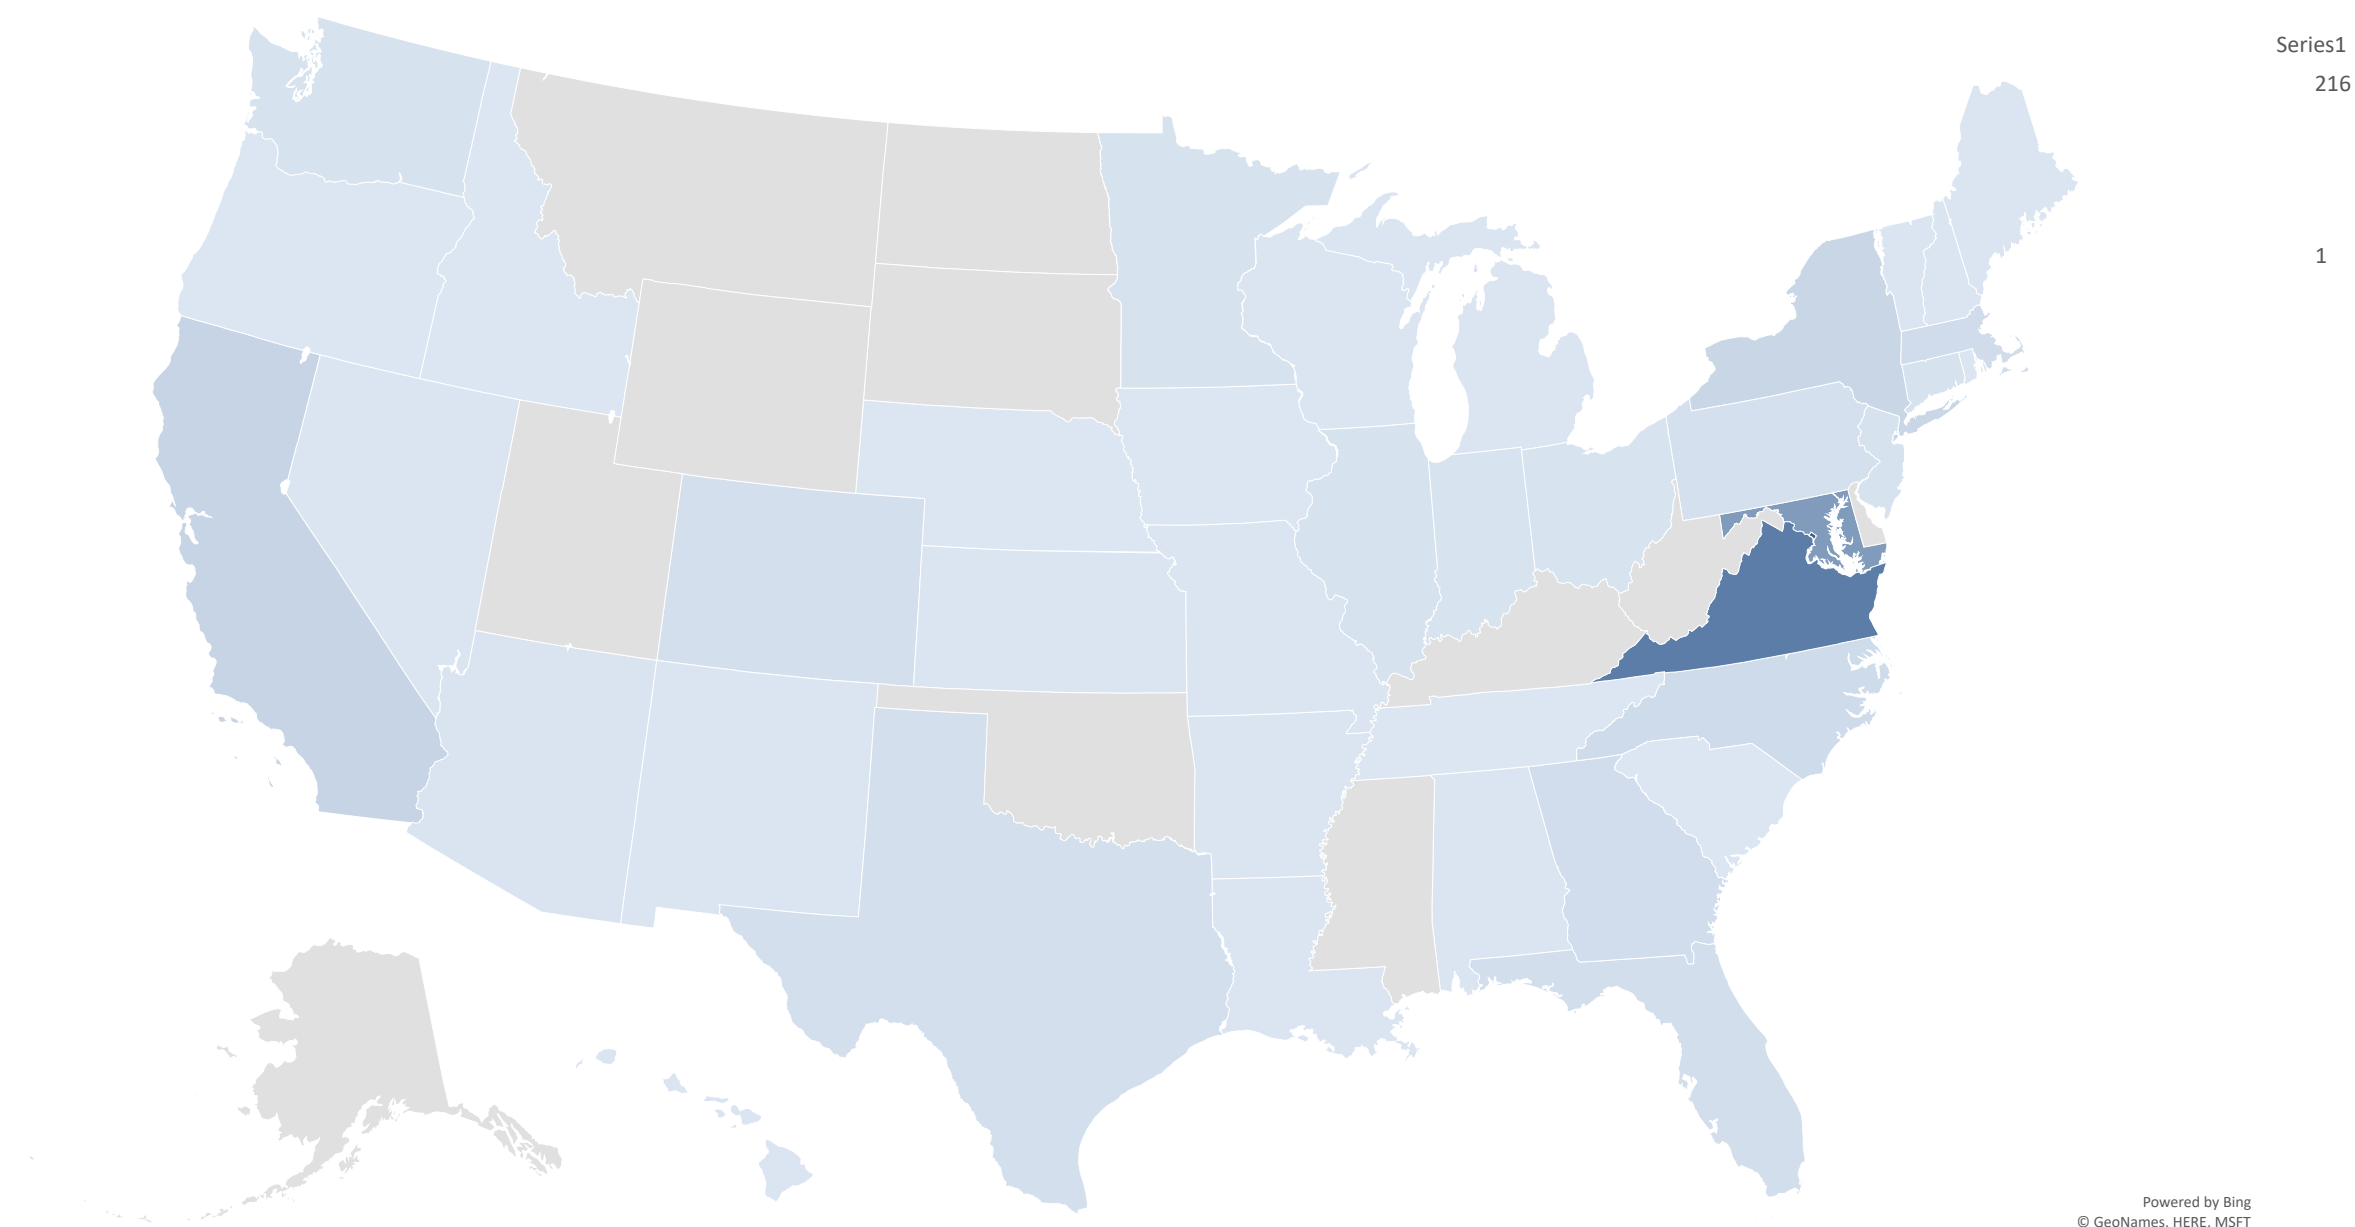 Series1
216
1
Powered by Bing
© GeoNames, HERE, MSFT